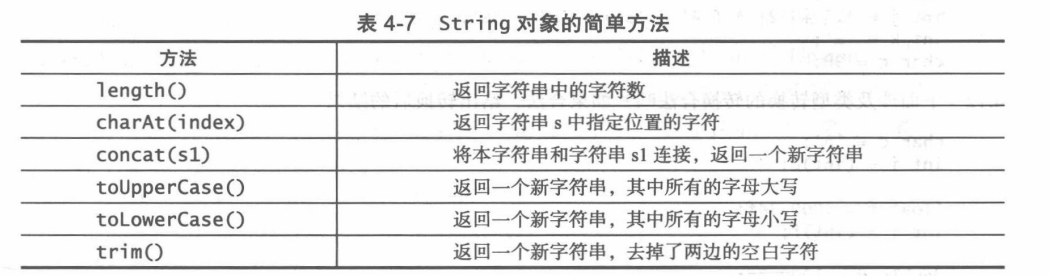 表 4-7 String 对象的简单方法
方法 描述
length() 返回字符串中的字符数
charAt(index) 返回字符串 s 中指定位置的字符
concat(s1) 将本字符串和字符串 s1 连接，返回一个新字符串
toUpperCase() 返回一个新字符串，其中所有的字母大写
toLowerCase() 返回一个新字符串，其中所有的字母小写
trim() 返回一个新字符串，去掉了两边的空白字符